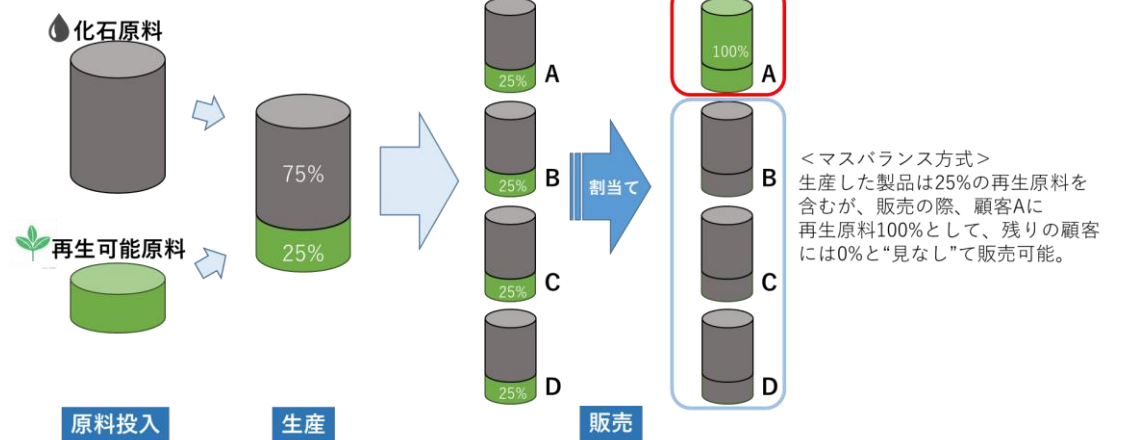 化石原料
再生可能原料
75%
25%
25%
A
25%
B
25%
C
25%
D
割当て
100%
A
B
C
D
＜マスバランス方式＞
生産した製品は25%の再生原料を
含むが、販売の際、顧客Aに
再生原料100%として、残りの顧客
には0%と“見なし”て販売可能。
原料投入
生産
販売